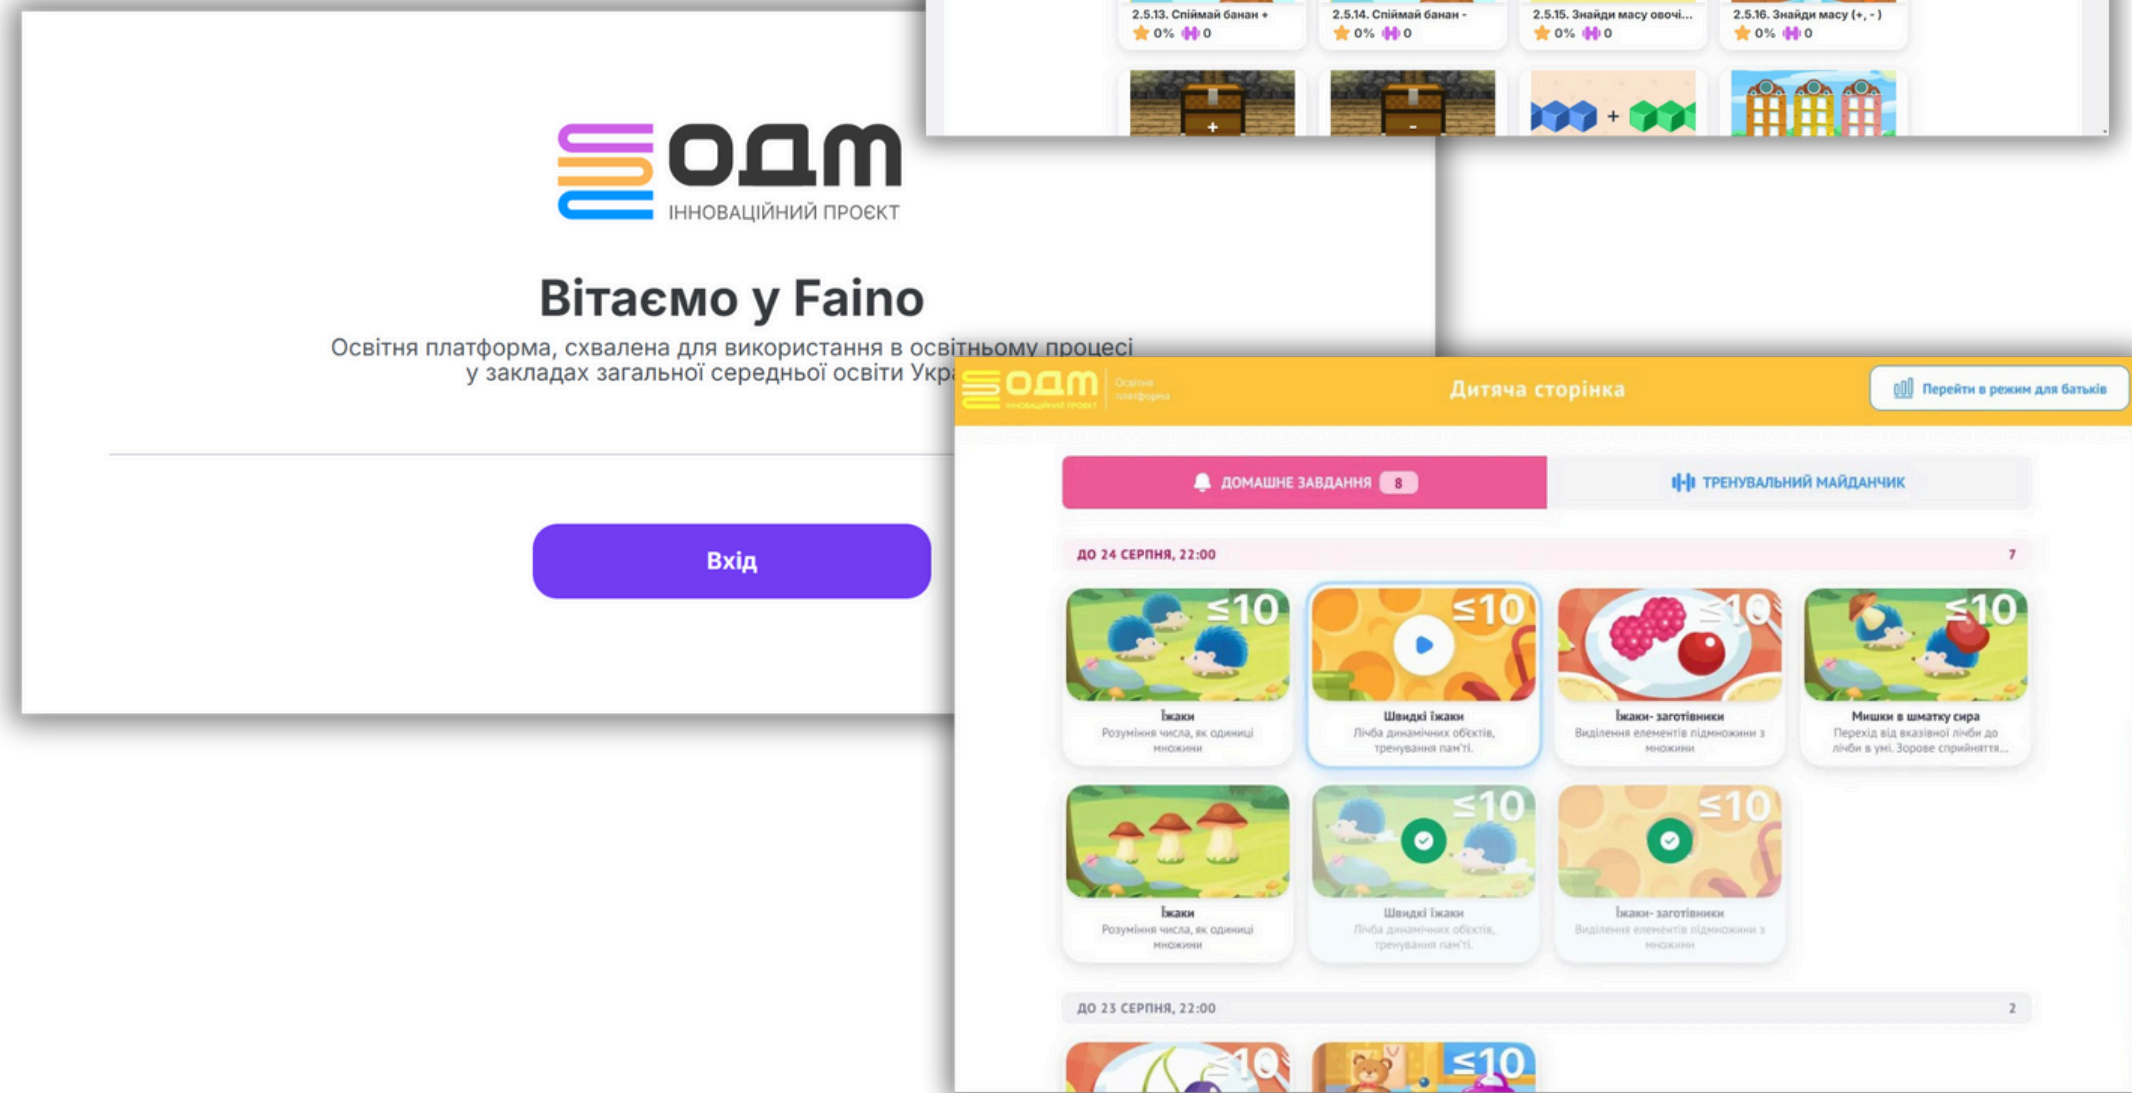 2.5.13. Спіймай банан +
2.5.14. Спіймай банан -
2.5.15. Знайди масу овочі...
2.5.16. Знайди масу (+, - )
0% 0
0% 0
0% 0
0% 0
+
-
+
ОДМ
ІННОВАЦІЙНИЙ ПРОЄКТ
Вітаємо у Faino
Освітня платформа, схвалена для використання в освітньому процесі
у закладах загальної середньої освіти Укра
Вхід
ОДМ
ІННОВАЦІЙНИЙ ПРОЄКТ
Освітня
платформа
Дитяча сторінка
Перейти в режим для батьків
ДОМАШНЕ ЗАВДАННЯ 8
ТРЕНУВАЛЬНИЙ МАЙДАНЧИК
ДО 24 СЕРПНЯ, 22:00 7
≤10
≤10
≤10
≤10
Їжаки
Розуміння числа, як одиниці
множини
Швидкі їжаки
Лічба динамічних об'єктів,
тренування пам'ті.
Їжаки- заготівники
Виділення елементів підмножини з
множини
Мишки в шматку сира
Перехід від вказівної лічби до
лічби в умі. Зорове сприйняття...
≤10
≤10
Їжаки
Розуміння числа, як одиниці
множини
Швидкі їжаки
Лічба динамічних об'єктів,
тренування пам'ті.
Їжаки- заготівники
Виділення елементів підмножини з
множини
ДО 23 СЕРПНЯ, 22:00 2
≤10
≤10